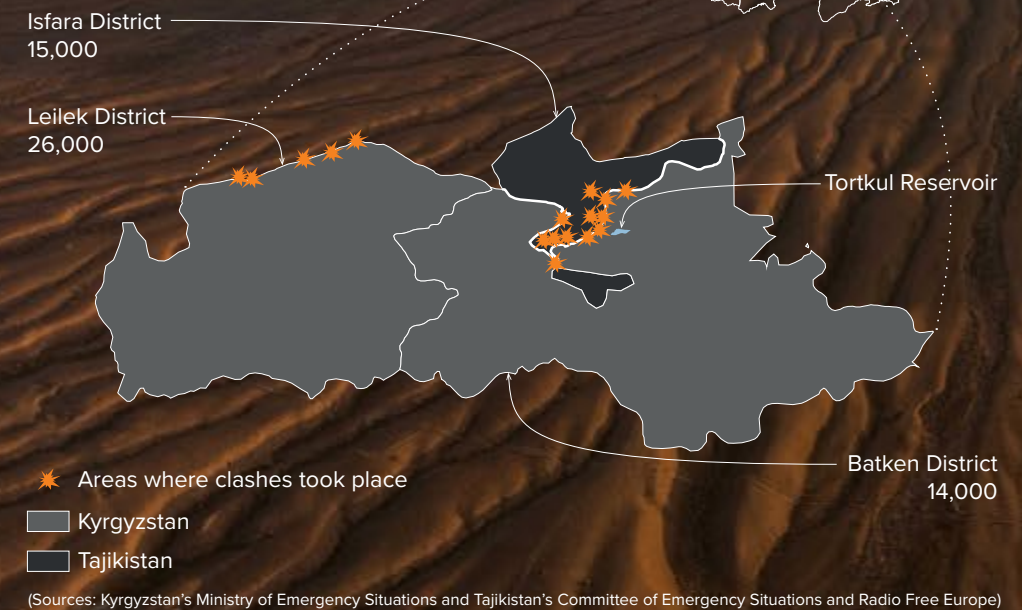 Isfara District
15,000
Leilek District
26,000
Tortkul Reservoir
Batken District
14,000
Areas where clashes took place
Kyrgyzstan
Tajikistan
(Sources: Kyrgyzstan's Ministry of Emergency Situations and Tajikistan's Committee of Emergency Situations and Radio Free Europe)